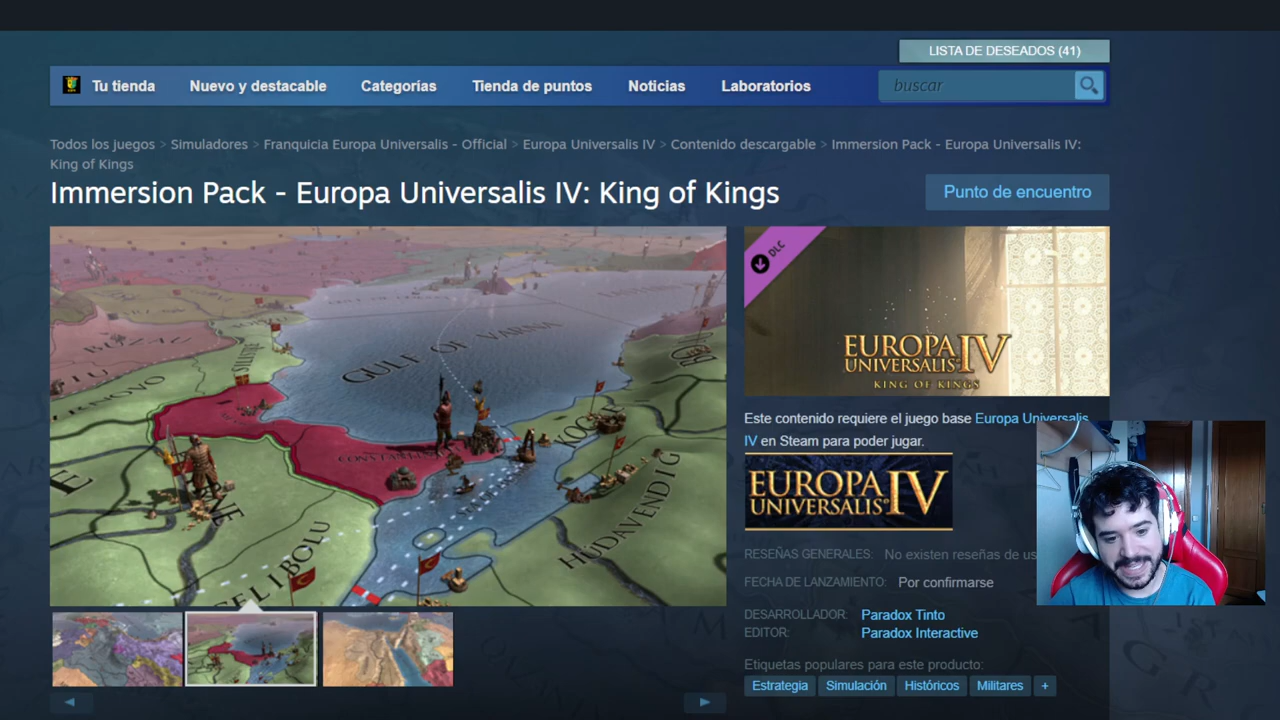 LISTA DE DESEADOS (41)
Tu tienda Nuevo y destacable Categorías Tienda de puntos Noticias Laboratorios buscar
Todos los juegos > Simuladores > Franquicia Europa Universalis - Official > Europa Universalis IV > Contenido descargable > Immersion Pack - Europa Universalis IV:
King of Kings
Immersion Pack - Europa Universalis IV: King of Kings
Punto de encuentro
GULF OF VARNA
BUZAU
SILISTRE
KOCAE
HUDAVENDIG
GELIBOLU
DLC
EUROPA
UNIVERSALIS IV
KING OF KINGS
Este contenido requiere el juego base Europa Universalis
IV en Steam para poder jugar.
EUROPA
UNIVERSALIS IV
RESEÑAS GENERALES: No existen reseñas de us
FECHA DE LANZAMIENTO: Por confirmarse
DESARROLLADOR: Paradox Tinto
EDITOR: Paradox Interactive
Etiquetas populares para este producto:
Estrategia Simulación Históricos Militares +